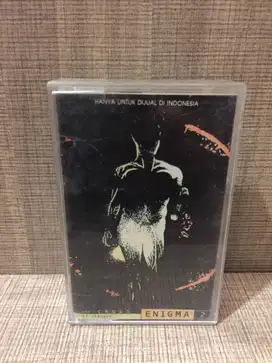 HANYA UNTUK DIJUAL DI INDONESIA
ENIGMA 2